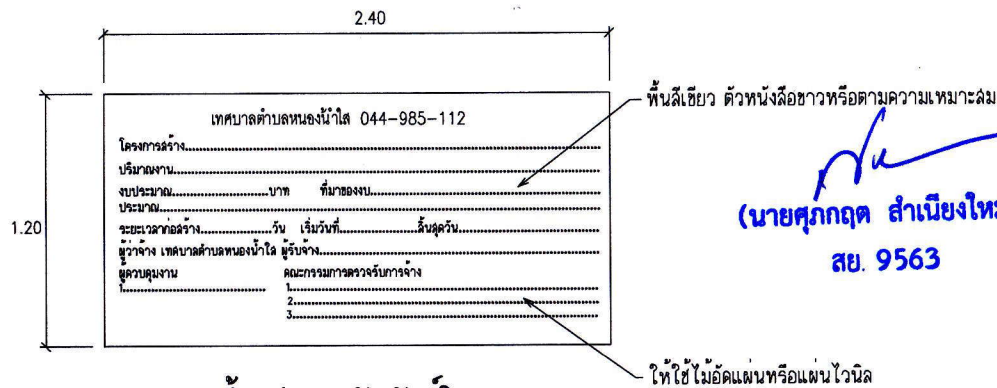 2.40
1.20
เทศบาลตำบลหนองน้ำใส 044-985-112
โครงการสร้าง
ปริมาณงาน
งบประมาณ บาท ที่มาของงบ
ประมาณ
ระยะเวลาก่อสร้าง วัน เริ่มวันที่ สิ้นสุดวัน
ผู้ว่าจ้าง เทศบาลตำบลหนองน้ำใส ผู้รับจ้าง
ผู้ควบคุมงาน คณะกรรมการตรวจรับการจ้าง
1 1
2
3
พื้นสีเขียว ตัวหนังสือขาวหรือตามความเหมาะสม
(นายศุภกฤต
สย. 9563
ให้ใช้ไม้อัดแผ่นหรือแผ่นไวนิล